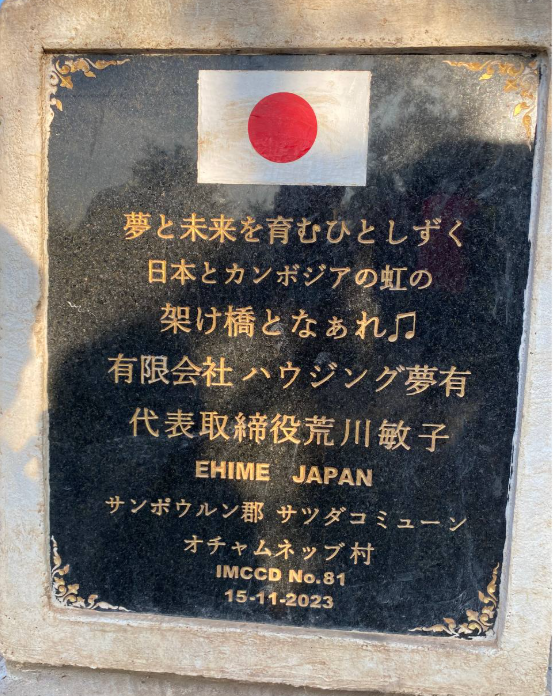 夢と未来を育むひとしずく
日本とカンボジアの虹の
架け橋となぁれ♫
有限会社 ハウジング夢有
代表取締役荒川敏子
EHIME JAPAN
サンポウルン郡 サツダコミューン
オチャムネッブ村
IMCCD No.81
15-11-2023